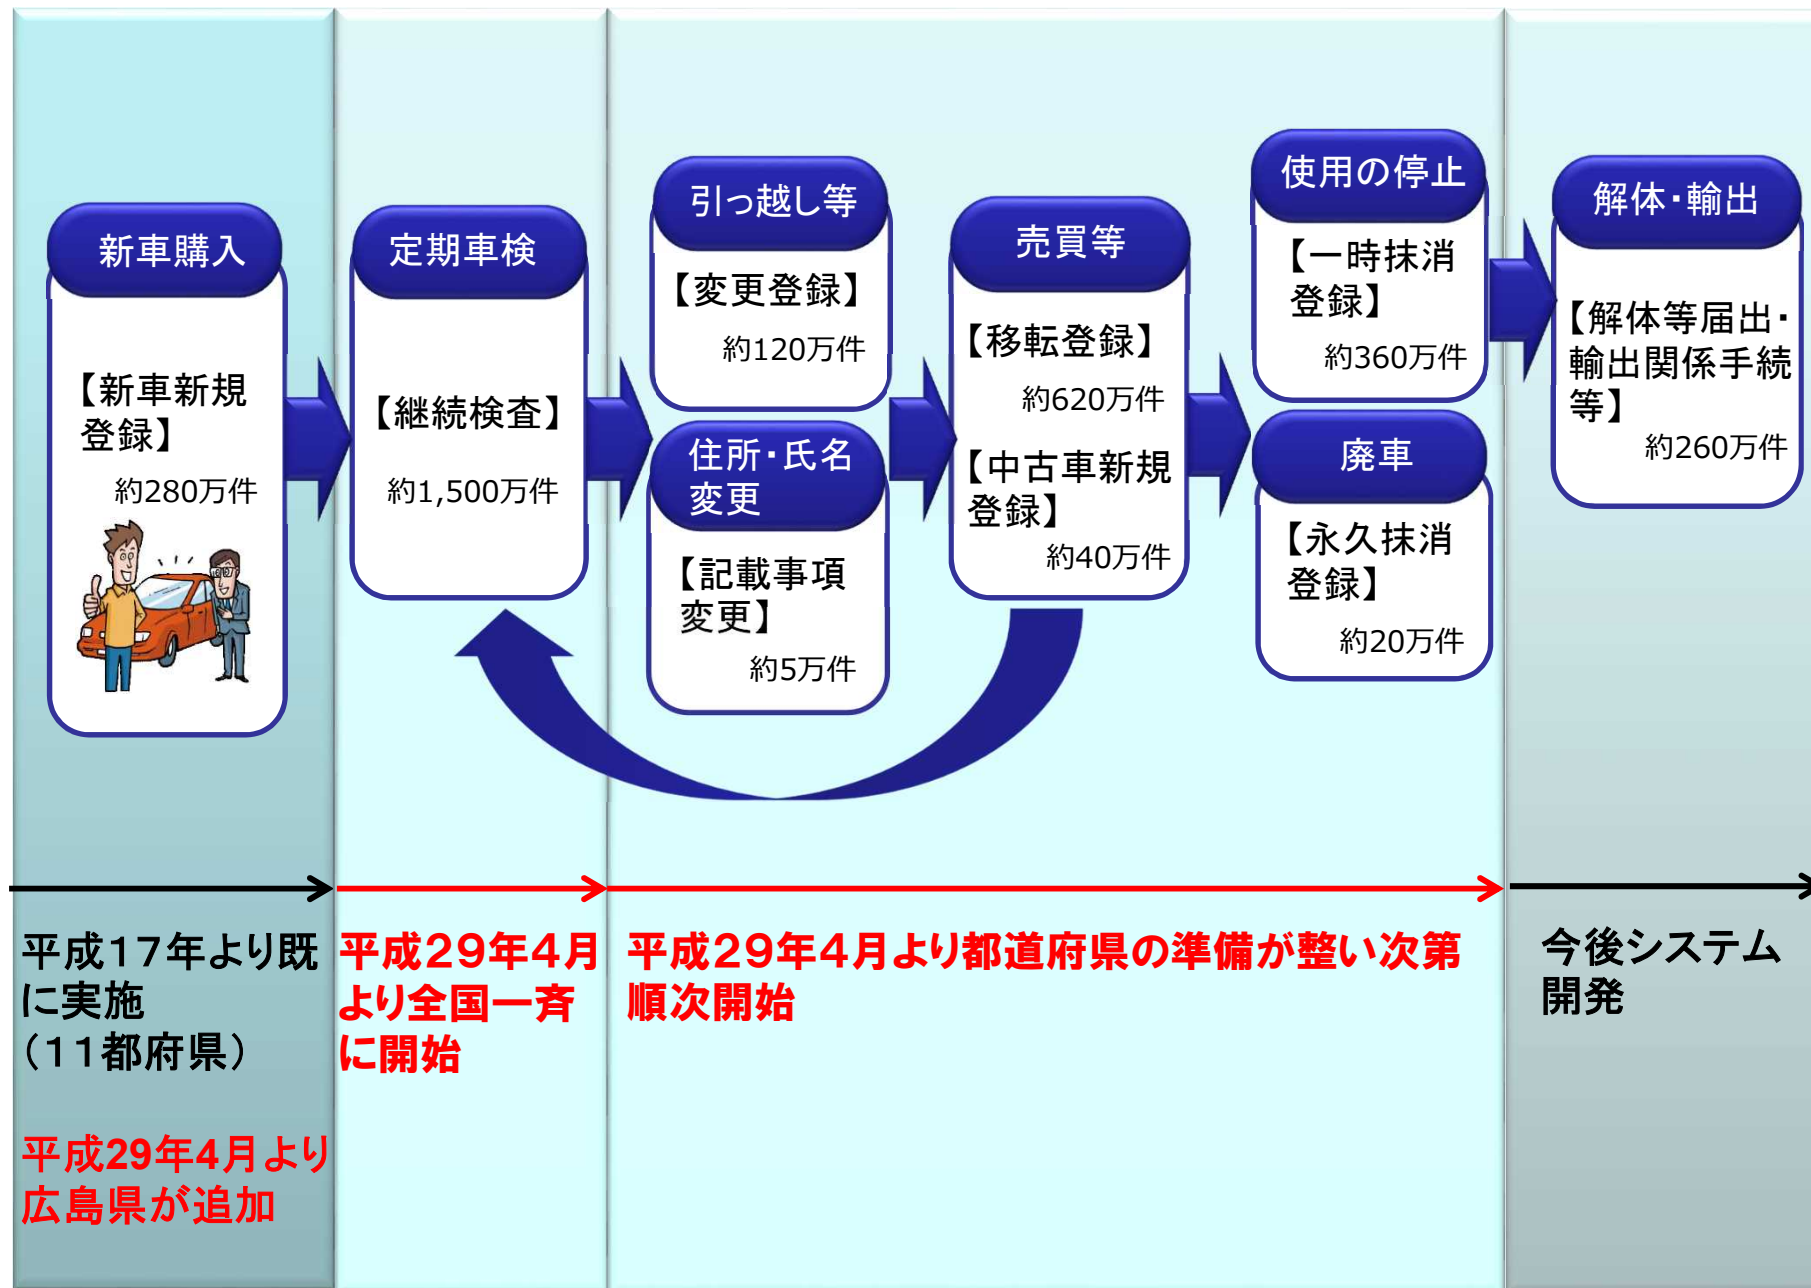 新車購入
【新車新規
登録】
約280万件
定期車検
【継続検査】
約1,500万件
引っ越し等
【変更登録】
約120万件
住所・氏名
変更
【記載事項
変更】
約5万件
売買等
【移転登録】
約620万件
【中古車新規
登録】
約40万件
使用の停止
【一時抹消
登録】
約360万件
廃車
【永久抹消
登録】
約20万件
解体・輸出
【解体等届出・
輸出関係手続
等】
約260万件
平成17年より既
に実施
(11都府県)
平成29年4月より
広島県が追加
平成29年4月
より全国一斉
に開始
平成29年4月より都道府県の準備が整い次第
順次開始
今後システム
開発